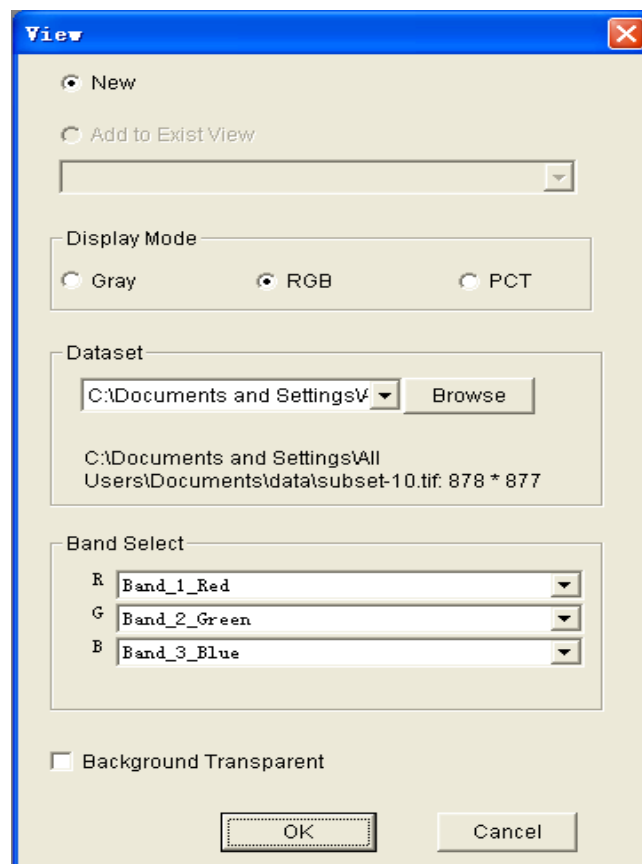 View
New
Add to Exist View
Display Mode
Gray RGB PCT
Dataset
C:\Documents and Settings\A Browse
C:\Documents and Settings\All
Users\Documents\data\subset-10.tif: 878 * 877
Band Select
R Band_1_Red
G Band_2_Green
B Band_3_Blue
Background Transparent
OK Cancel